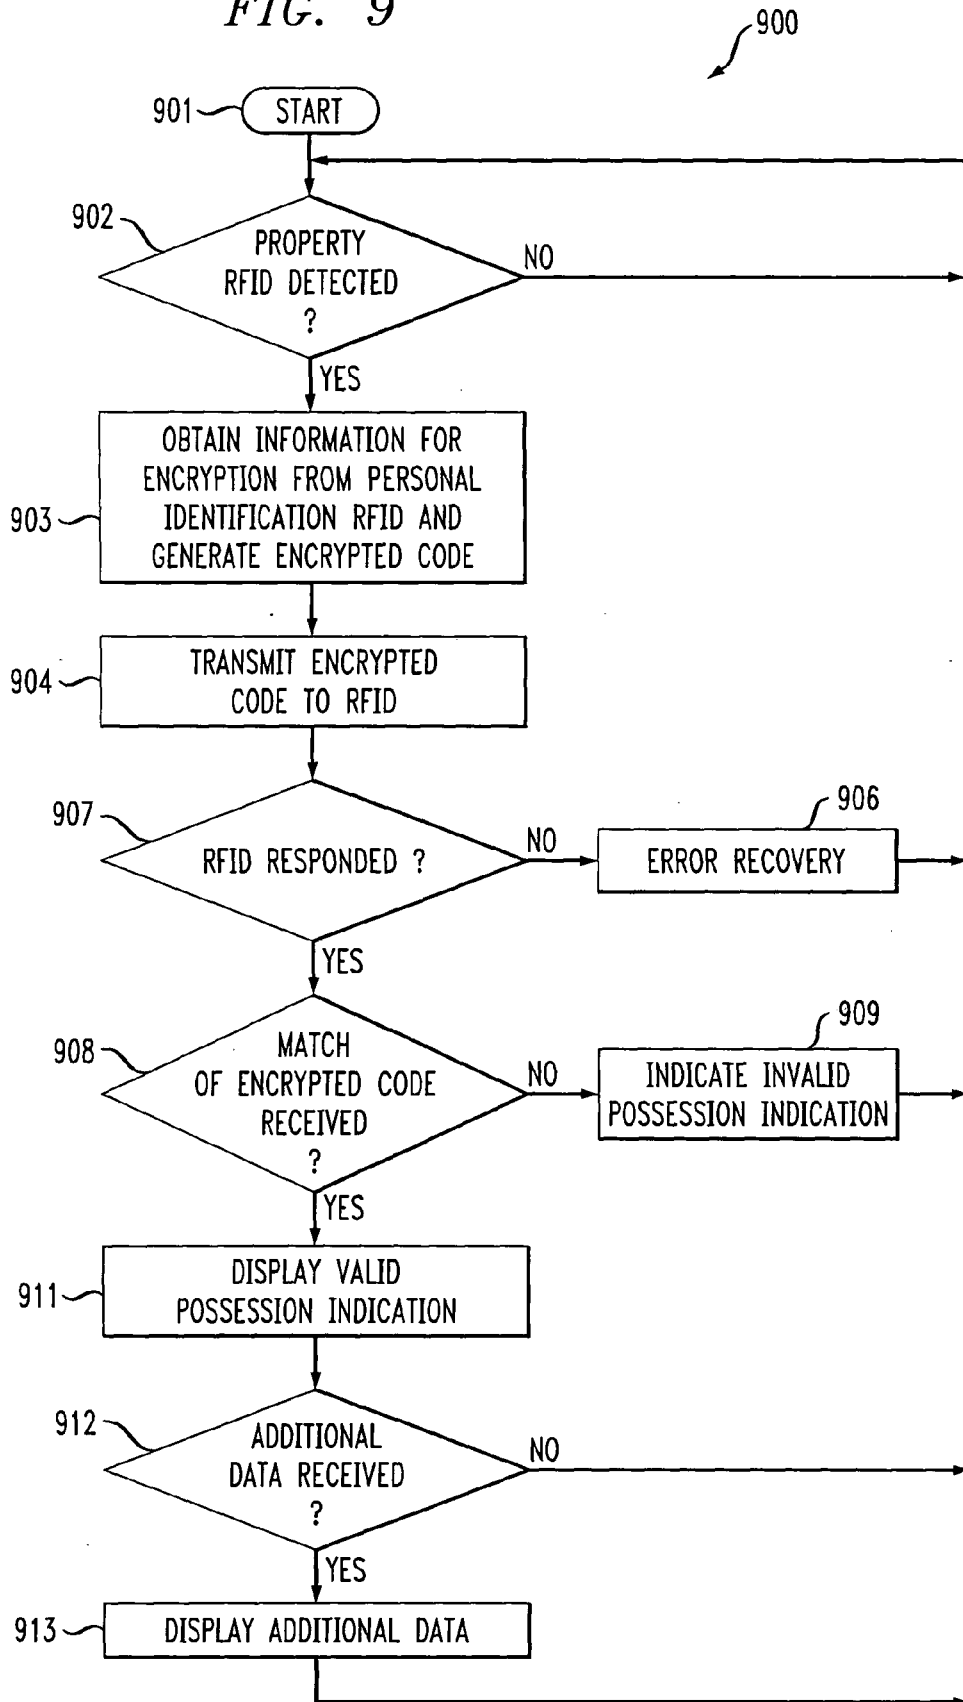 FIG. 9
900
901
START
902
PROPERTY
RFID DETECTED
?
NO
YES
903
OBTAIN INFORMATION FOR
ENCRYPTION FROM PERSONAL
IDENTIFICATION RFID AND
GENERATE ENCRYPTED CODE
904
TRANSMIT ENCRYPTED
CODE TO RFID
907
RFID RESPONDED ?
NO
906
ERROR RECOVERY
YES
908
MATCH
OF ENCRYPTED CODE
RECEIVED
?
NO
909
INDICATE INVALID
POSSESSION INDICATION
YES
911
DISPLAY VALID
POSSESSION INDICATION
912
ADDITIONAL
DATA RECEIVED
?
NO
YES
913
DISPLAY ADDITIONAL DATA